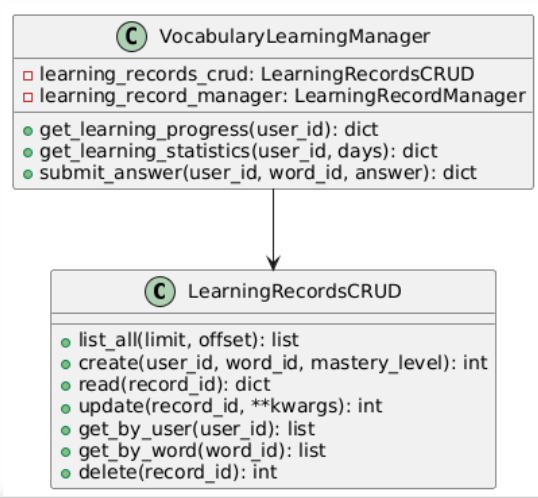 C VocabularyLearningManager
learning_records_crud: LearningRecordsCRUD
learning_record_manager: LearningRecordManager
get_learning_progress(user_id): dict
get_learning_statistics(user_id, days): dict
submit_answer(user_id, word_id, answer): dict
C LearningRecordsCRUD
list_all(limit, offset): list
create(user_id, word_id, mastery_level): int
read(record_id): dict
update(record_id, **kwargs): int
get_by_user(user_id): list
get_by_word(word_id): list
delete(record_id): int